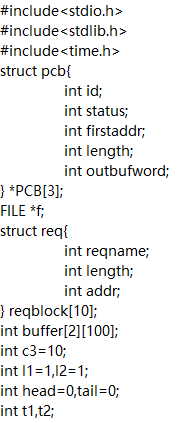 #include<stdio.h>
#include<stdlib.h>
#include<time.h>
struct pcb{
int id;
int status;
int firstaddr;
int length;
int outbufword;
} *PCB[3];
FILE *f;
struct req{
int reqname;
int length;
int addr;
} reqblock[10];
int buffer[2][100];
int c3=10;
int l1=1,l2=1;
int head=0,tail=0;
int t1,t2;